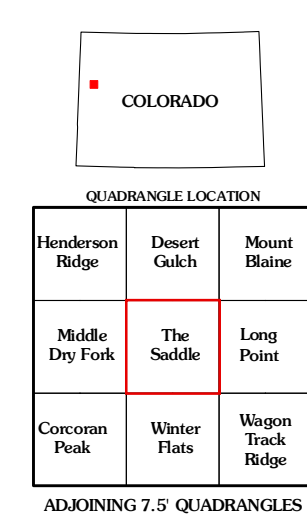 COLORADO
QUADRANGLE LOCATION
Henderson
Ridge
Desert
Gulch
Mount
Blaine
Middle
Dry Fork
The
Saddle
Long
Point
Corcoran
Peak
Winter
Flats
Wagon
Track
Ridge
ADJOINING 7.5' QUADRANGLES